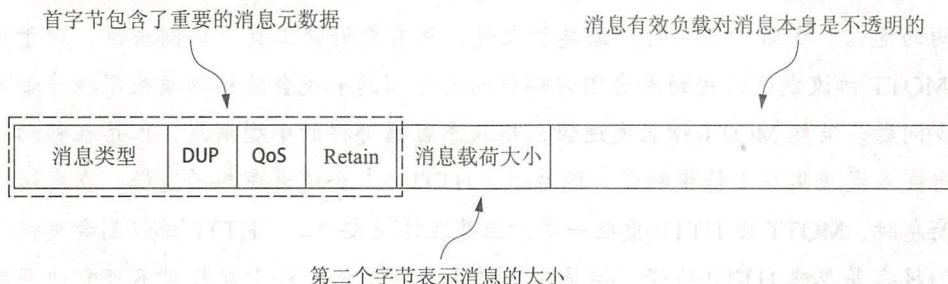 首字节包含了重要的消息元数据
消息有效负载对消息本身是不透明的
消息类型 DUP QoS Retain 消息载荷大小
第二个字节表示消息的大小